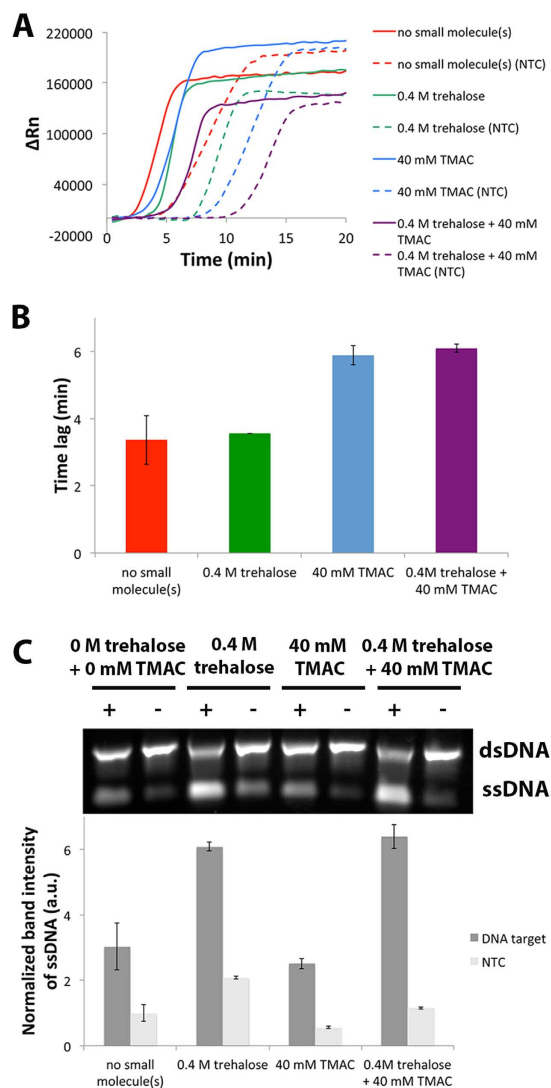 A
220000
160000
100000
40000
-20000
ΔRn
0
5
10
15
20
Time (min)
no small molecule(s)
no small molecule(s) (NTC)
0.4 M trehalose
0.4 M trehalose (NTC)
40 mM TMAC
40 mM TMAC (NTC)
0.4 M trehalose + 40 mM
TMAC
0.4 M trehalose + 40 mM
TMAC (NTC)
B
6
4
2
0
Time lag (min)
no small
molecule(s)
0.4 M trehalose
40 mM TMAC
0.4M trehalose +
40 mM TMAC
C
0 M trehalose
+ 0 mM TMAC
0.4 M
trehalose
40 mM
TMAC
0.4 M trehalose
+ 40 mM TMAC
+ - + - + - + -
dsDNA
ssDNA
6
4
2
0
Normalized band intensity
of ssDNA (a.u.)
DNA target
NTC
no small
molecule(s)
0.4 M trehalose
40 mM TMAC
0.4M trehalose
+ 40 mM TMAC